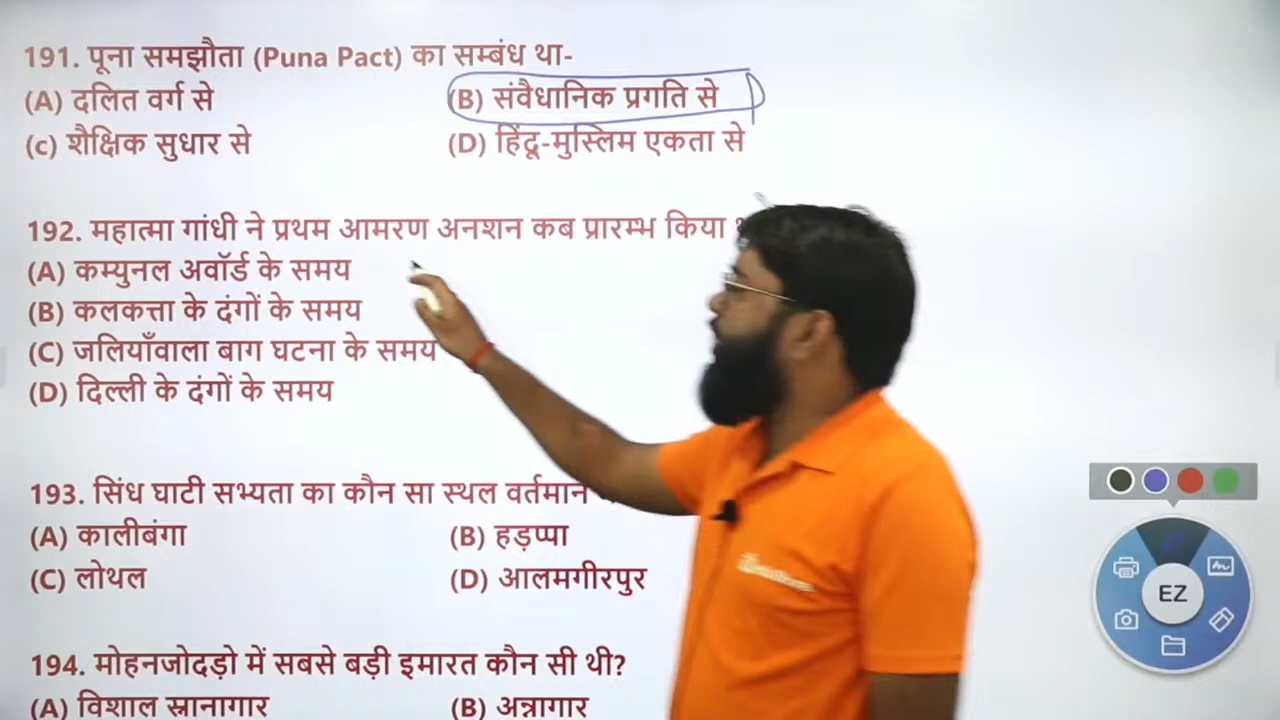 191. पूना समझौता (Puna Pact) का सम्बंध था-
(A) दलित वर्ग से (B) संवैधानिक प्रगति से
(c) शैक्षिक सुधार से (D) हिंदू-मुस्लिम एकता से
192. महात्मा गांधी ने प्रथम आमरण अनशन कब प्रारम्भ किया
(A) कम्युनल अवॉर्ड के समय
(B) कलकत्ता के दंगों के समय
(C) जलियाँवाला बाग घटना के समय
(D) दिल्ली के दंगों के समय
193. सिंध घाटी सभ्यता का कौन सा स्थल वर्तमान
(A) कालीबंगा (B) हड़प्पा
(C) लोथल (D) आलमगीरपुर
EZ
194. मोहनजोदड़ो में सबसे बड़ी इमारत कौन सी थी?
(A) विशाल स्नानागार (B) अन्नागार